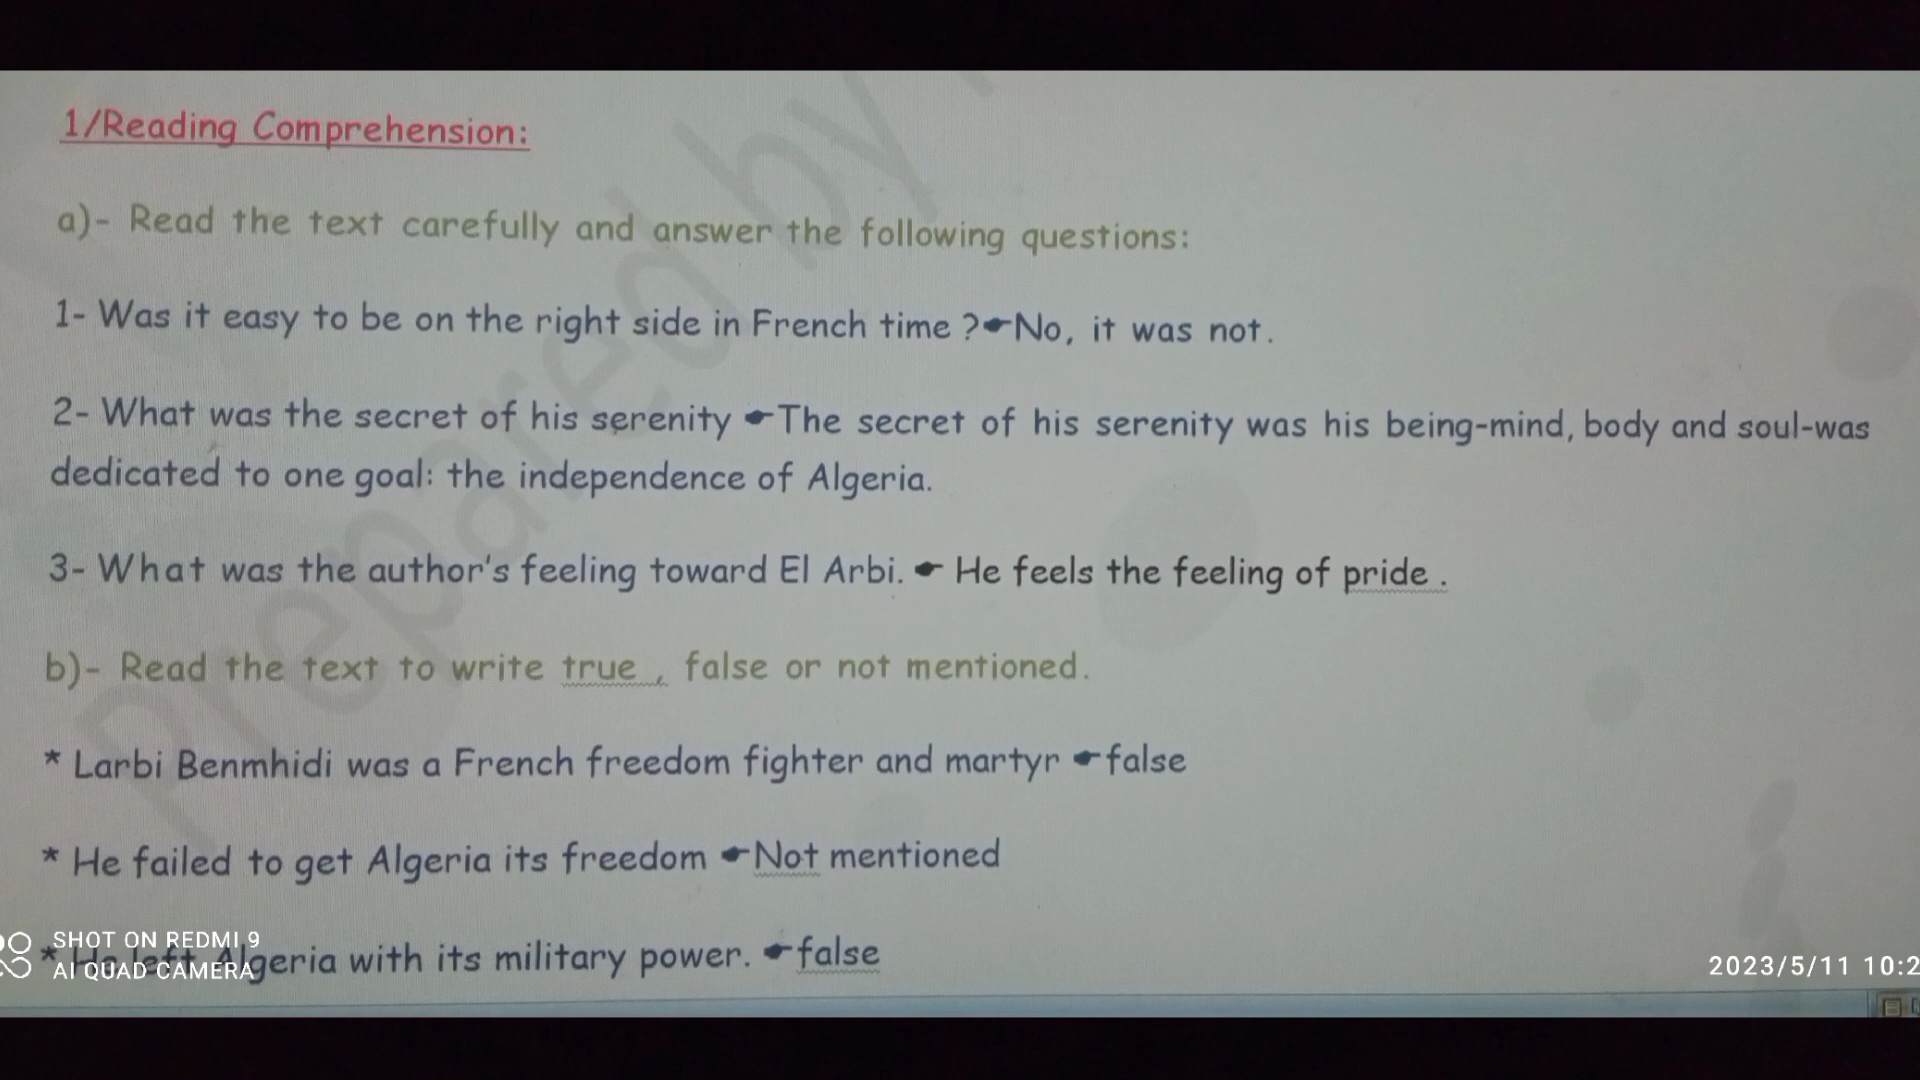 1/Reading Comprehension:
a)- Read the text carefully and answer the following questions:
1- Was it easy to be on the right side in French time ?☛No, it was not.
2- What was the secret of his serenity ☛The secret of his serenity was his being-mind, body and soul-was
dedicated to one goal: the independence of Algeria.
3- What was the author's feeling toward El Arbi. ☛ He feels the feeling of pride .
b)- Read the text to write true , false or not mentioned.
* Larbi Benmhidi was a French freedom fighter and martyr ☛false
* He failed to get Algeria its freedom ☛Not mentioned
* He left Algeria with its military power. ☛false
SHOT ON REDMI 9
AI QUAD CAMERA
2023/5/11 10:2
Prepared by